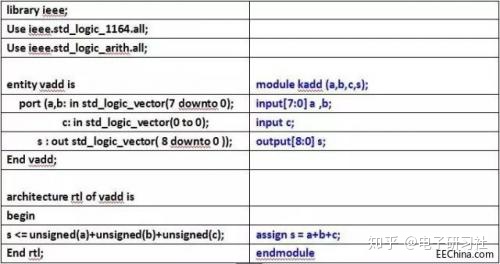 library ieee;
Use ieee.std_logic_1164.all;
Use ieee.std_logic_arith.all;
entity vadd is	module kadd (a,b,c,s);
port (a,b: in std_logic_vector(7 downto 0);	input[7:0] a ,b;
c: in std_logic_vector(0 to 0);	input c;
s : out std_logic_vector( 8 downto 0 ));	output[8:0] s;
End vadd;
architecture rtl of vadd is
begin
s <= unsigned(a)+unsigned(b)+unsigned(c);	assign s = a+b+c;
End rtl;	endmodule
知乎 @电子研习社
EEChina.com